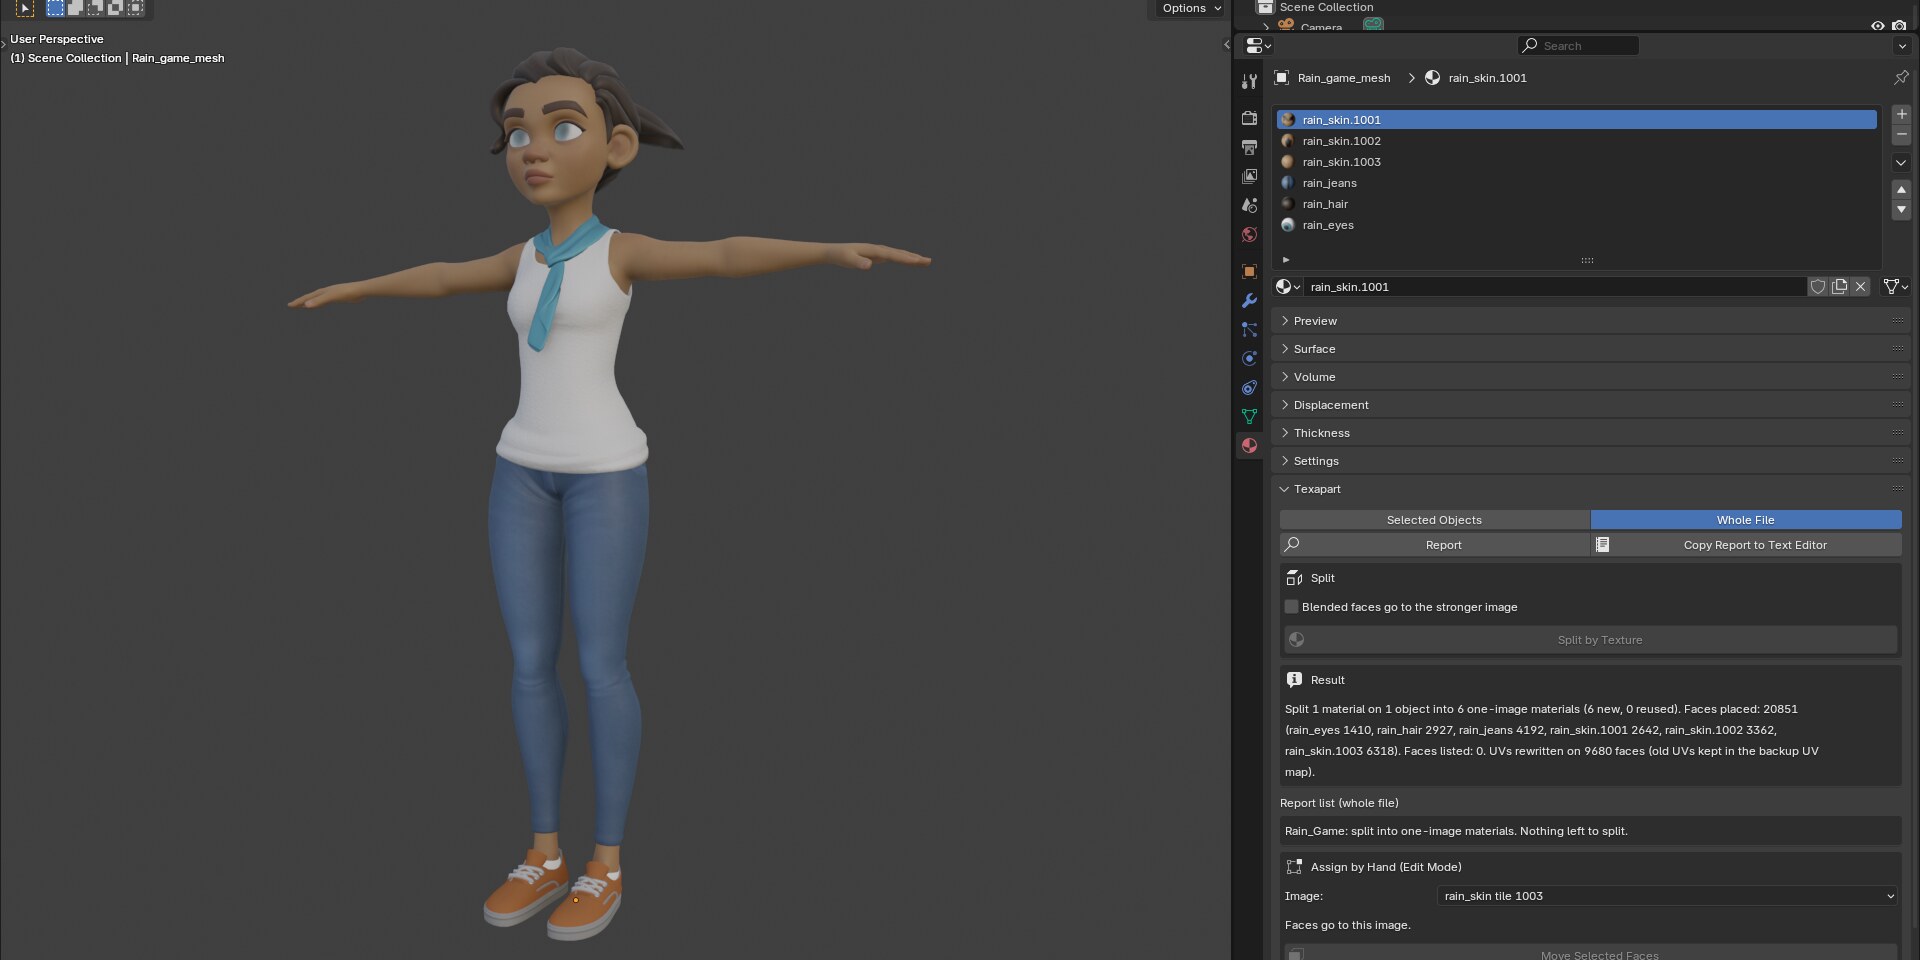 Options
User Perspective
(1) Scene Collection | Rain_game_mesh
Scene Collection
Camera
Search
Rain_game_mesh > rain_skin.1001
rain_skin.1001
rain_skin.1002
rain_skin.1003
rain_jeans
rain_hair
rain_eyes
rain_skin.1001
Preview
Surface
Volume
Displacement
Thickness
Settings
Texapart
Selected Objects Whole File
Report Copy Report to Text Editor
Split
Blended faces go to the stronger image
Split by Texture
Result
Split 1 material on 1 object into 6 one-image materials (6 new, 0 reused). Faces placed: 20851
(rain_eyes 1410, rain_hair 2927, rain_jeans 4192, rain_skin.1001 2642, rain_skin.1002 3362,
rain_skin.1003 6318). Faces listed: 0. UVs rewritten on 9680 faces (old UVs kept in the backup UV
map).
Report list (whole file)
Rain_Game: split into one-image materials. Nothing left to split.
Assign by Hand (Edit Mode)
Image: rain_skin tile 1003
Faces go to this image.
Move Selected Faces